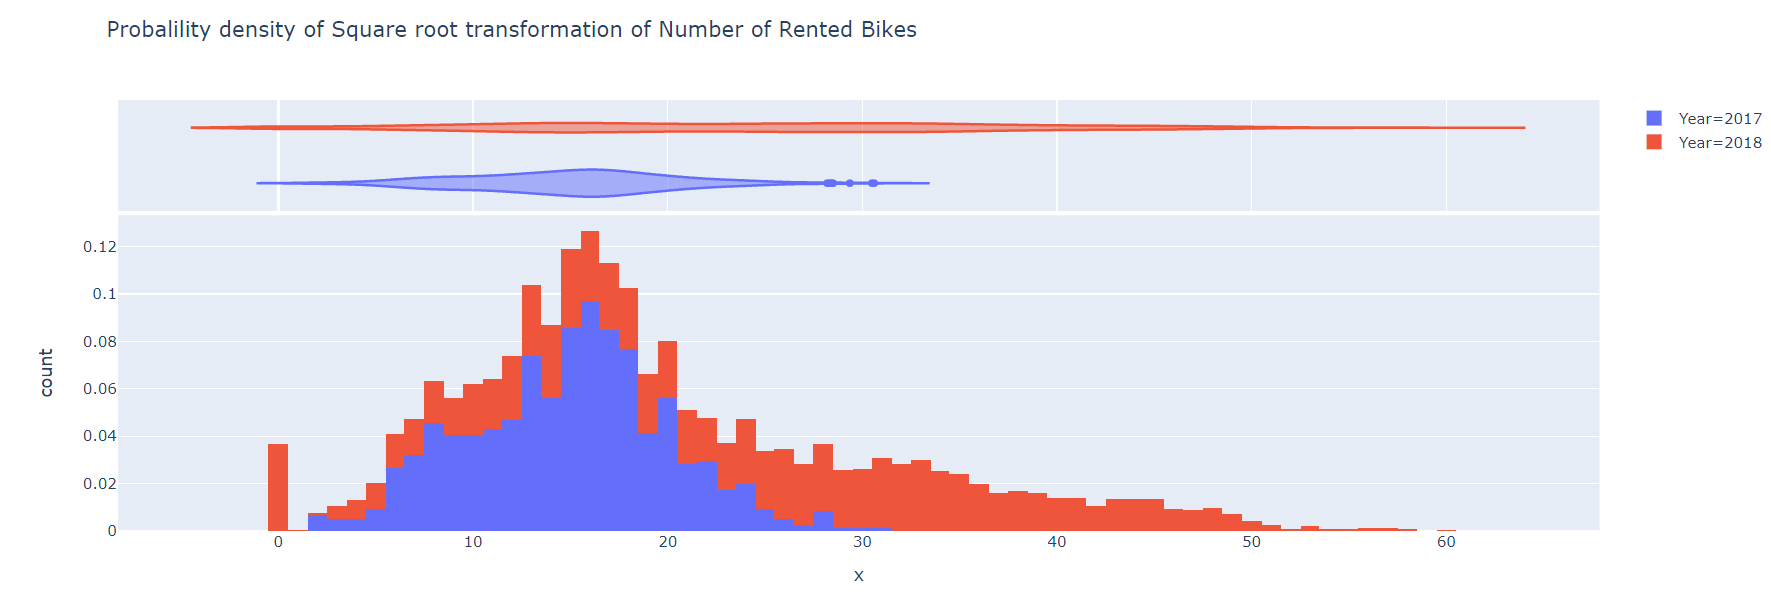 Probalility density of Square root transformation of Number of Rented Bikes
Year=2017
Year=2018
0.12
0.1
0.08
0.06
0.04
0.02
0
count
0 10 20 30 40 50 60
x